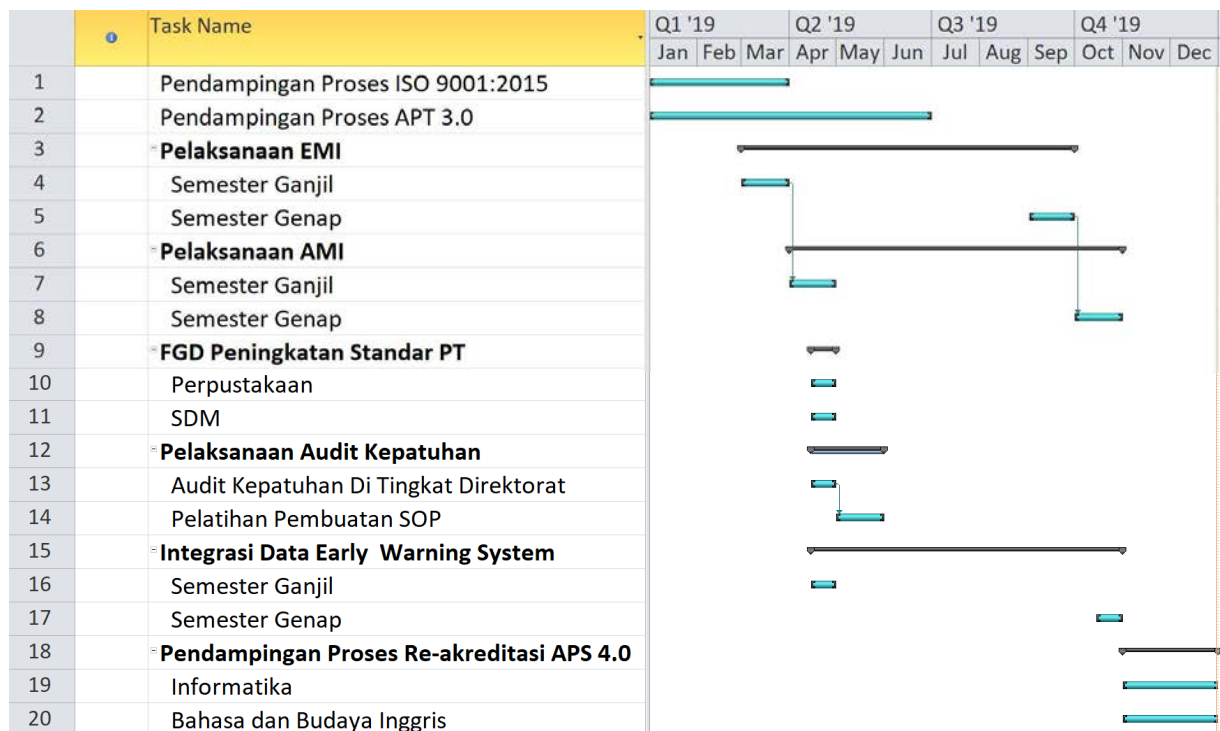 Task Name
Q1 '19 Q2 '19 Q3 '19 Q4 '19
Jan Feb Mar Apr May Jun Jul Aug Sep Oct Nov Dec
1 Pendampingan Proses ISO 9001:2015
2 Pendampingan Proses APT 3.0
3 Pelaksanaan EMI
4 Semester Ganjil
5 Semester Genap
6 Pelaksanaan AMI
7 Semester Ganjil
8 Semester Genap
9 FGD Peningkatan Standar PT
10 Perpustakaan
11 SDM
12 Pelaksanaan Audit Kepatuhan
13 Audit Kepatuhan Di Tingkat Direktorat
14 Pelatihan Pembuatan SOP
15 Integrasi Data Early Warning System
16 Semester Ganjil
17 Semester Genap
18 Pendampingan Proses Re-akreditasi APS 4.0
19 Informatika
20 Bahasa dan Budaya Inggris